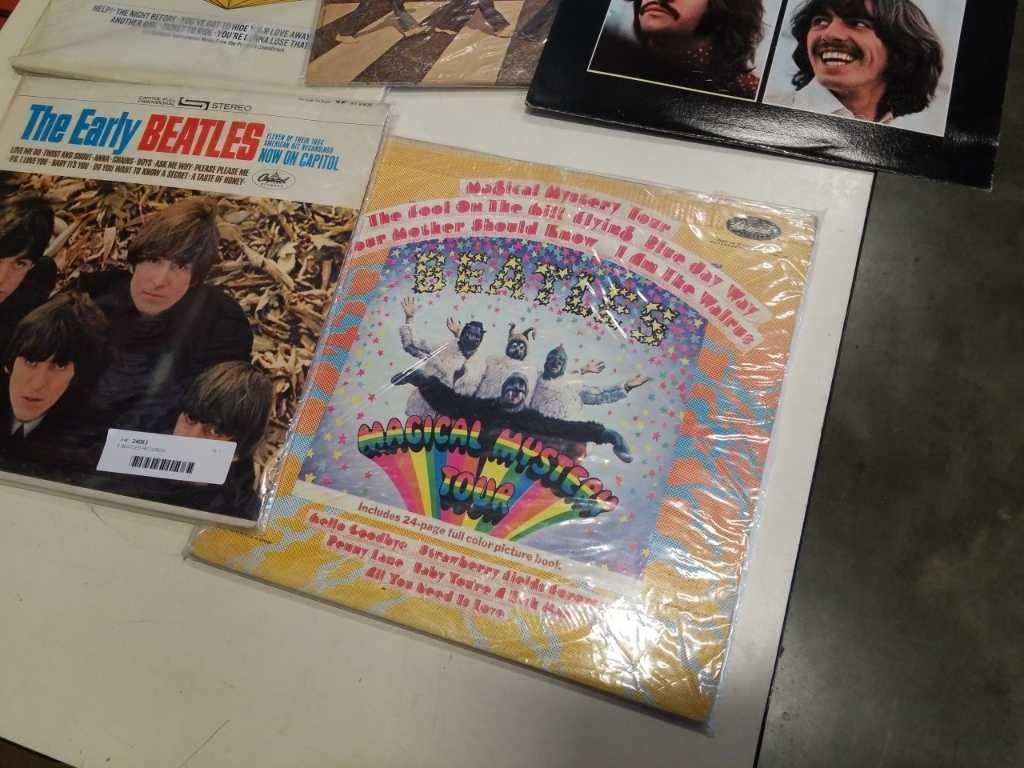 HELP! · THE NIGHT BEFORE · YOU'VE GOT TO HIDE YOUR LOVE AWAY
ANOTHER GIRL · TICKET TO RIDE · YOU'RE GONNA LOSE THAT
STEREO
The Early BEATLES
ELEVEN OF THEIR 1964
AMERICAN HIT RECORDINGS
NOW ON CAPITOL
LOVE ME DO · TWIST AND SHOUT · ANNA · CHAINS · BOYS · ASK ME WHY · PLEASE PLEASE ME
P.S. I LOVE YOU · BABY IT'S YOU · DO YOU WANT TO KNOW A SECRET · A TASTE OF HONEY
Capitol
24083
Magical Mystery Tour
The Fool On The Hill Flying Blue Jay Way
our Mother Should Know I Am The Walrus
BEATLES
MAGICAL MYSTERY
TOUR
Includes 24-page full color picture book
Hello Goodbye Strawberry Fields Forever
Penny Lane Baby You're A Rich Man
All You Need Is Love